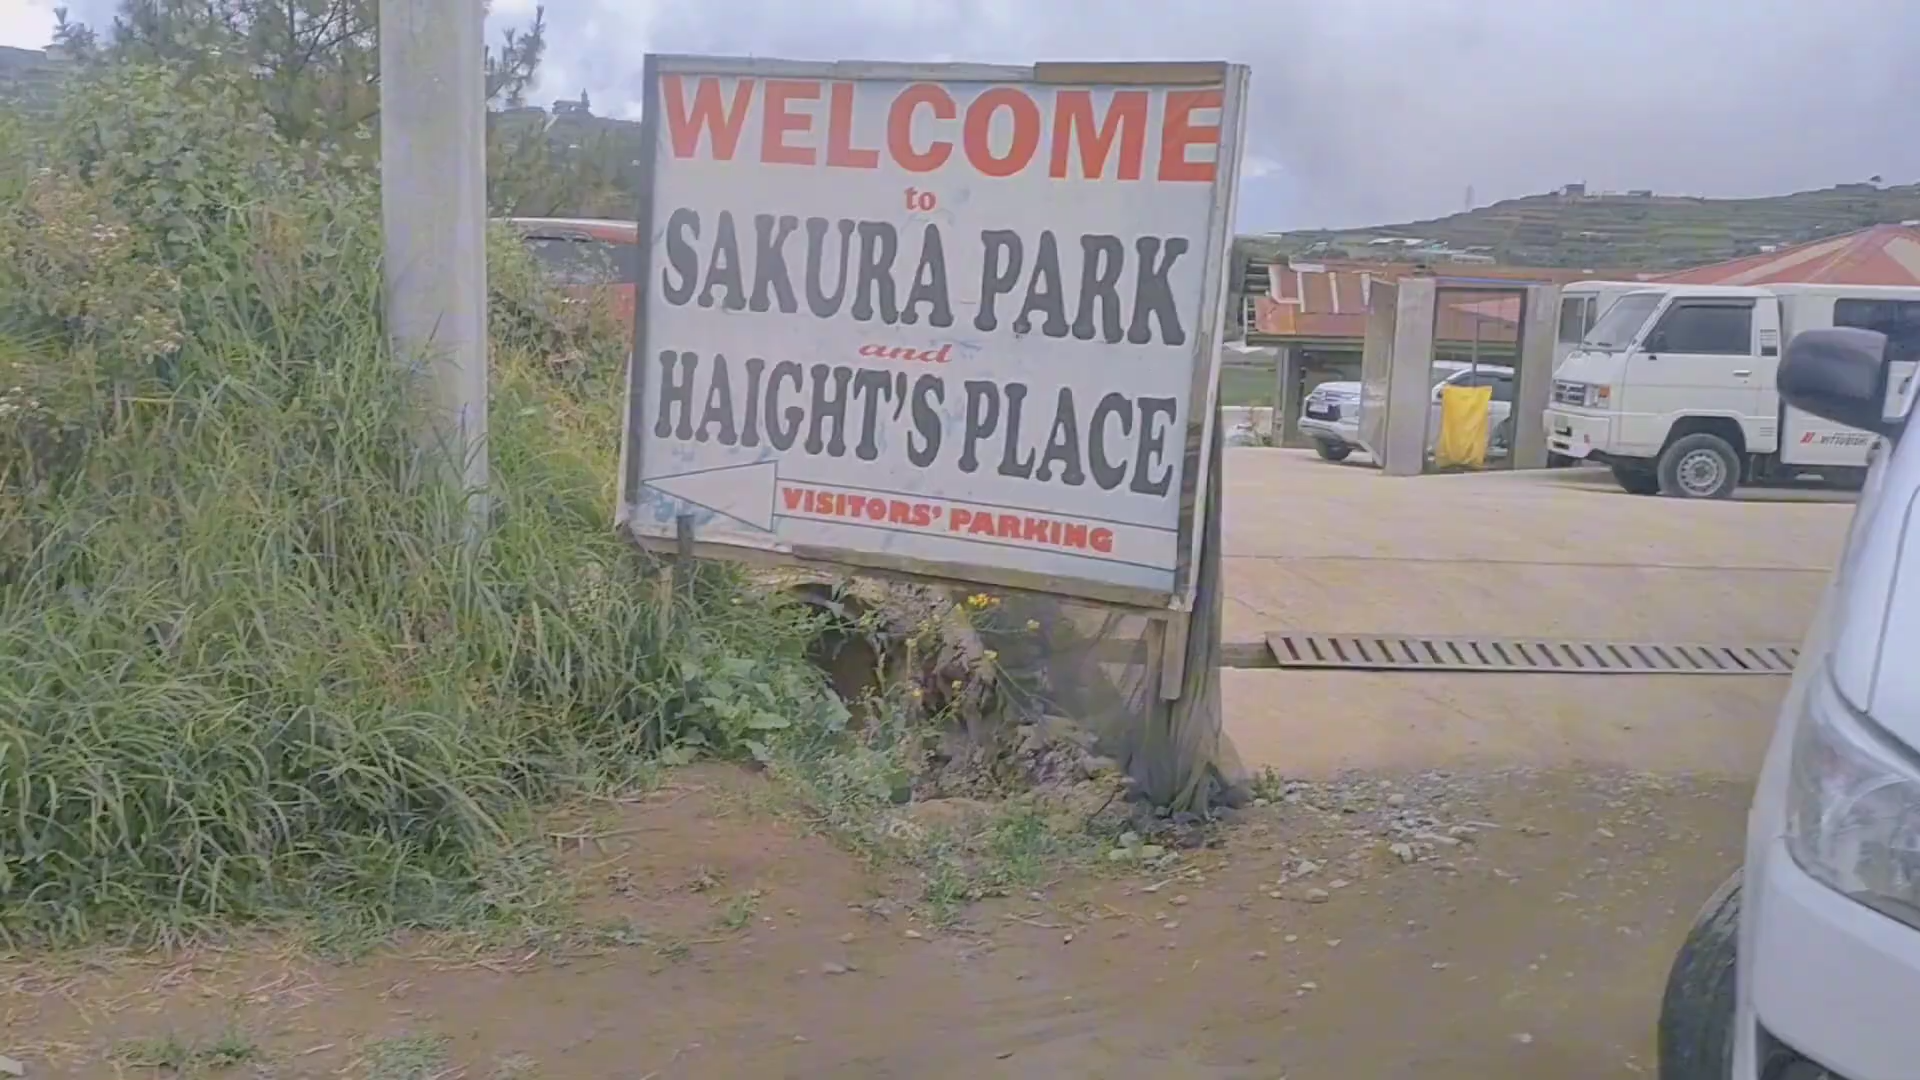 WELCOME
to
SAKURA PARK
and
HAIGHT'S PLACE
VISITORS' PARKING
MITSUBISHI